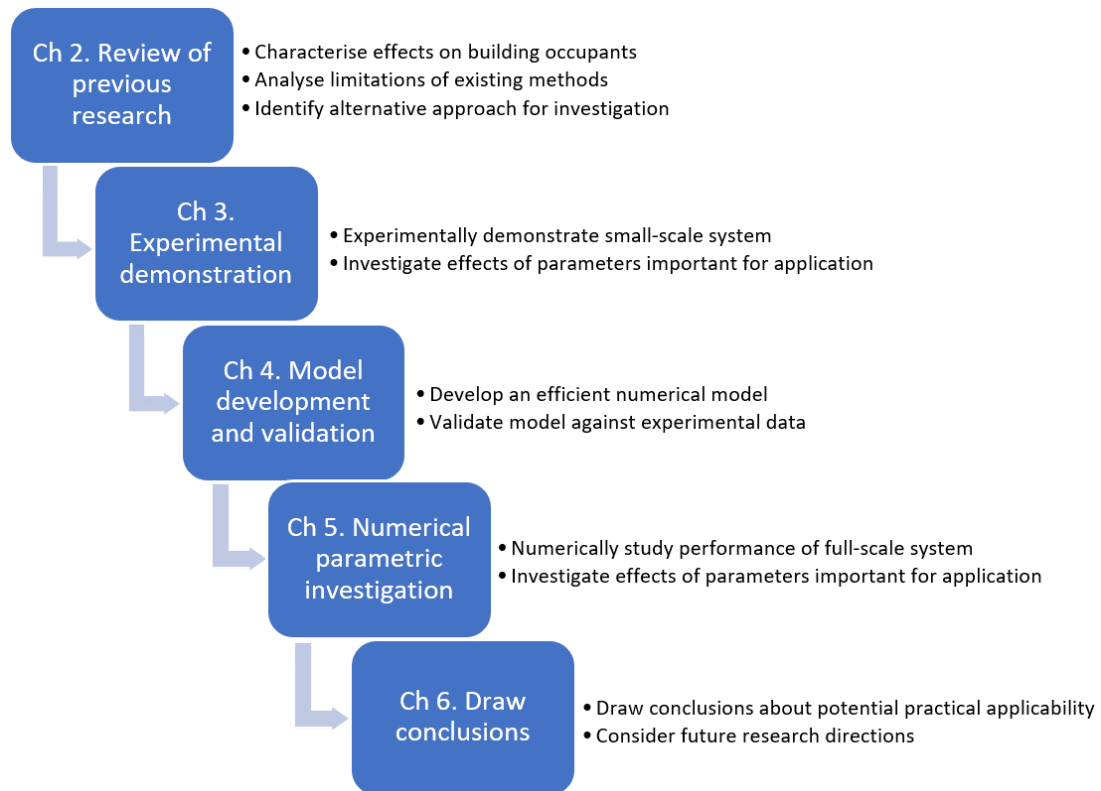 Ch 2. Review of
previous
research
• Characterise effects on building occupants
• Analyse limitations of existing methods
• Identify alternative approach for investigation
Ch 3.
Experimental
demonstration
• Experimentally demonstrate small-scale system
• Investigate effects of parameters important for application
Ch 4. Model
development
and validation
• Develop an efficient numerical model
• Validate model against experimental data
Ch 5. Numerical
parametric
investigation
• Numerically study performance of full-scale system
• Investigate effects of parameters important for application
Ch 6. Draw
conclusions
• Draw conclusions about potential practical applicability
• Consider future research directions